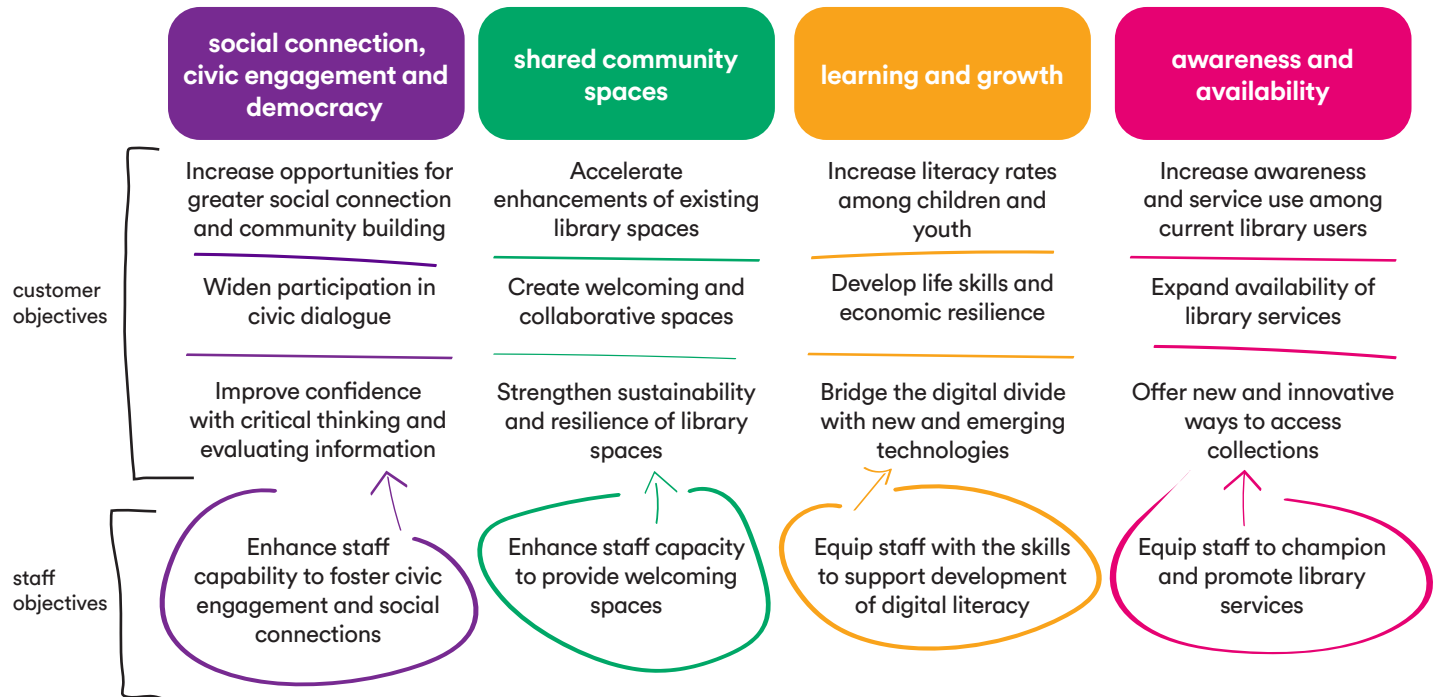 social connection,
civic engagement and
democracy
shared community
spaces
learning and growth
awareness and
availability
customer
objectives
Increase opportunities for
greater social connection
and community building
Accelerate
enhancements of existing
library spaces
Increase literacy rates
among children and
youth
Increase awareness
and service use among
current library users
Widen participation in
civic dialogue
Create welcoming and
collaborative spaces
Develop life skills and
economic resilience
Expand availability of
library services
Improve confidence
with critical thinking and
evaluating information
Strengthen sustainability
and resilience of library
spaces
Bridge the digital divide
with new and emerging
technologies
Offer new and innovative
ways to access
collections
staff
objectives
Enhance staff
capability to foster civic
engagement and social
connections
Enhance staff capacity
to provide welcoming
spaces
Equip staff with the skills
to support development
of digital literacy
Equip staff to champion
and promote library
services